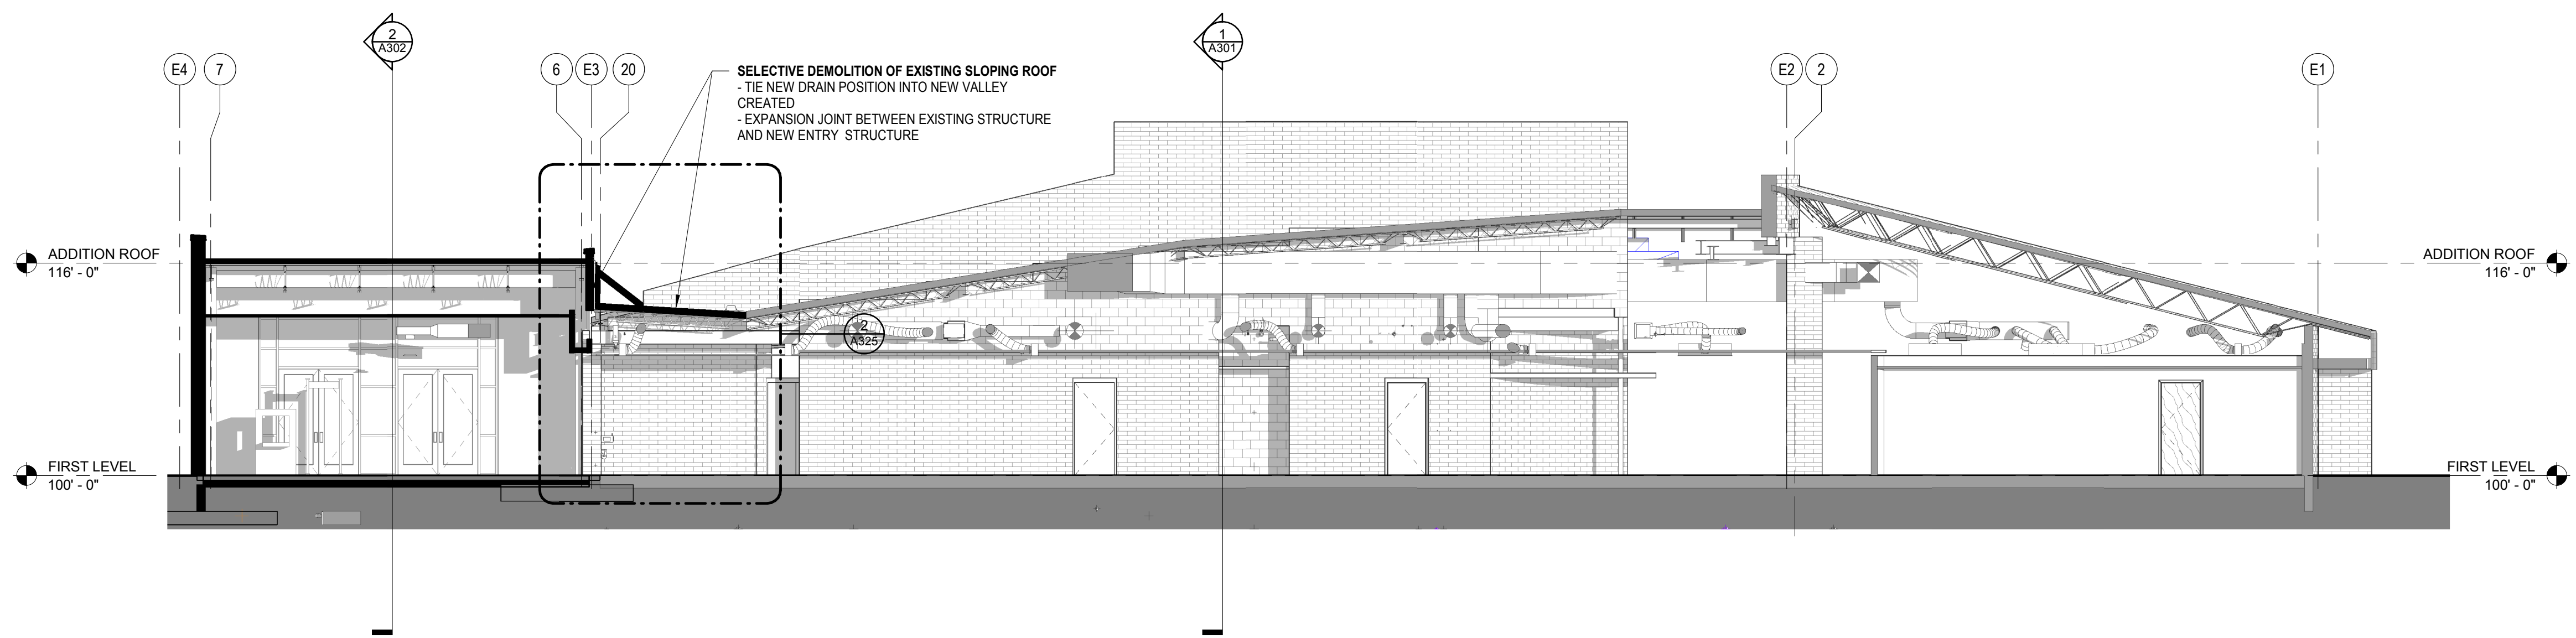 2
A302
1
A301
E4
7
6
E3
20
E2
2
E1
SELECTIVE DEMOLITION OF EXISTING SLOPING ROOF
- TIE NEW DRAIN POSITION INTO NEW VALLEY
CREATED
- EXPANSION JOINT BETWEEN EXISTING STRUCTURE
AND NEW ENTRY STRUCTURE
ADDITION ROOF
116' - 0"
ADDITION ROOF
116' - 0"
2
A325
FIRST LEVEL
100' - 0"
FIRST LEVEL
100' - 0"